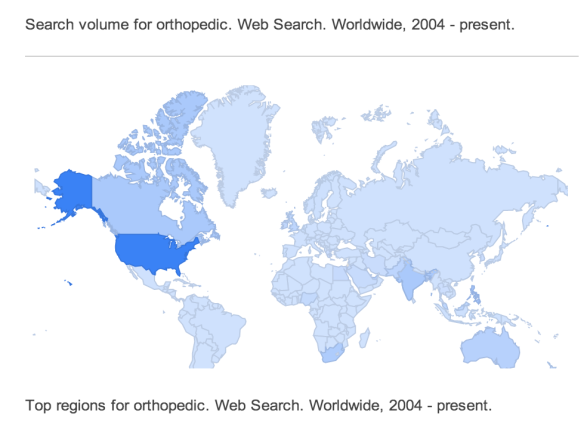 Search volume for orthopedic. Web Search. Worldwide, 2004 - present.
Top regions for orthopedic. Web Search. Worldwide, 2004 - present.